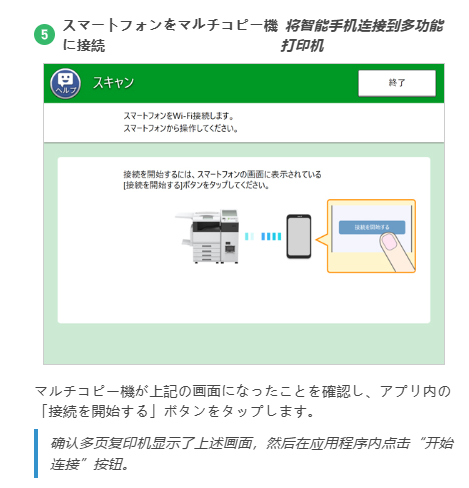 5 スマートフォンをマルチコピー機 将智能手机连接到多功能
に接続 打印机
ヘルプ スキャン 終了
スマートフォンをWi-Fi接続します。
スマートフォンから操作してください。
接続を開始するには、スマートフォンの画面に表示されている
[接続を開始する]ボタンをタップしてください。
接続を開始する
マルチコピー機が上記の画面になったことを確認し、アプリ内の
「接続を開始する」ボタンをタップします。
确认多页复印机显示了上述画面，然后在应用程序内点击“开始
连接”按钮。